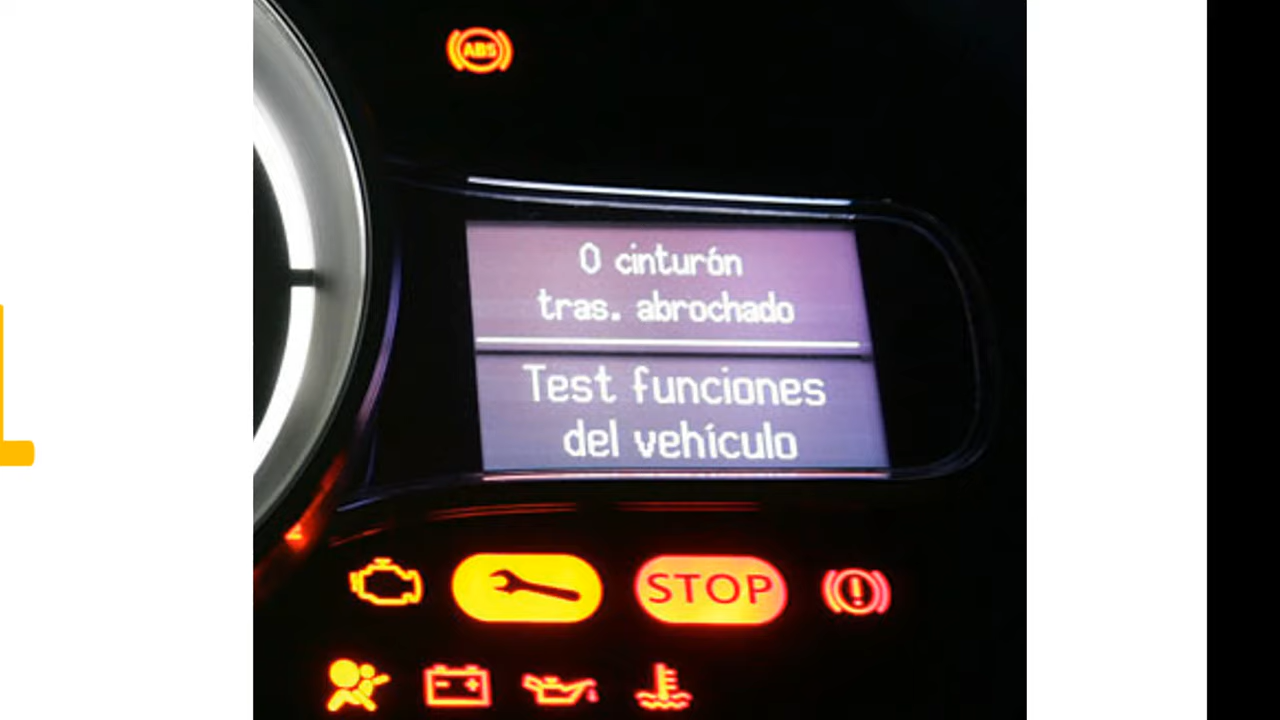 ABS
0 cinturón
tras. abrochado
Test funciones
del vehículo
STOP